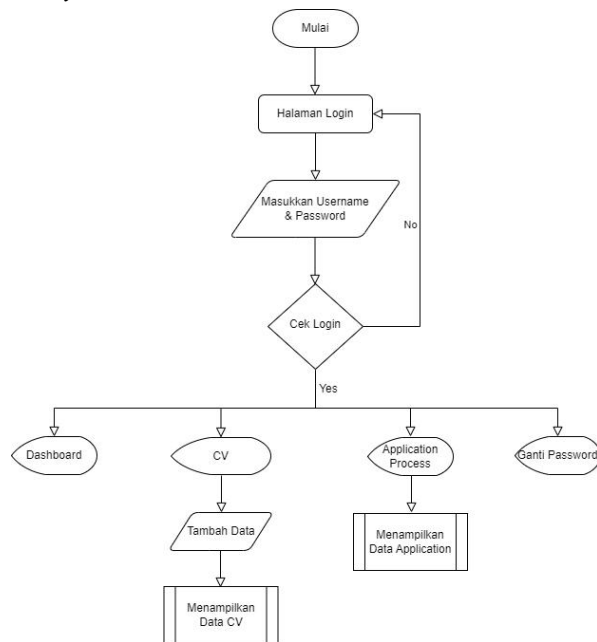 Mulai
Halaman Login
Masukkan Username
& Password
No
Cek Login
Yes
Dashboard
CV
Application
Process
Ganti Password
Tambah Data
Menampilkan
Data Application
Menampilkan
Data CV